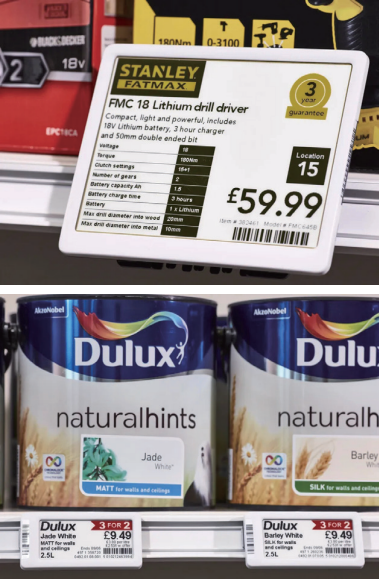 BLACK&DECKER
2
18v
EPC18CA
180Nm
0-3100
STANLEY
FATMAX
FMC 18 Lithium drill driver
Compact, light and powerful, includes
18V Lithium battery, 3 hour charger
and 50mm double ended bit
3
year
guarantee
Voltage 18
Torque 180Nm
Clutch settings 15+1
Number of gears 2
Battery capacity Ah 1.5
Battery charge time 3 hours
Battery 1 x Lithium
Max drill diameter into wood 20mm
Max drill diameter into metal 10mm
Location
15
£59.99
AkzoNobel
Dulux
naturalhints
Jade
White
MATT for walls and ceilings
AkzoNobel
Dulu
naturalh
Barley
SILK for walls and ceilings
Dulux 3 FOR 2
Jade White £9.49
MATT for walls
and ceilings
2.5L
Dulux 3 FOR 2
Barley White £9.49
SILK for walls
and ceilings
2.5L